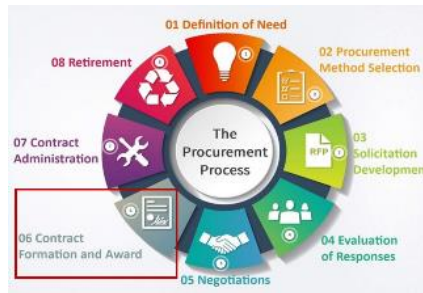 01 Definition of Need
02 Procurement
Method Selection
03
Solicitation
Development
RFP
04 Evaluation
of Responses
05 Negotiations
06 Contract
Formation and Award
07 Contract
Administration
08 Retirement
The
Procurement
Process